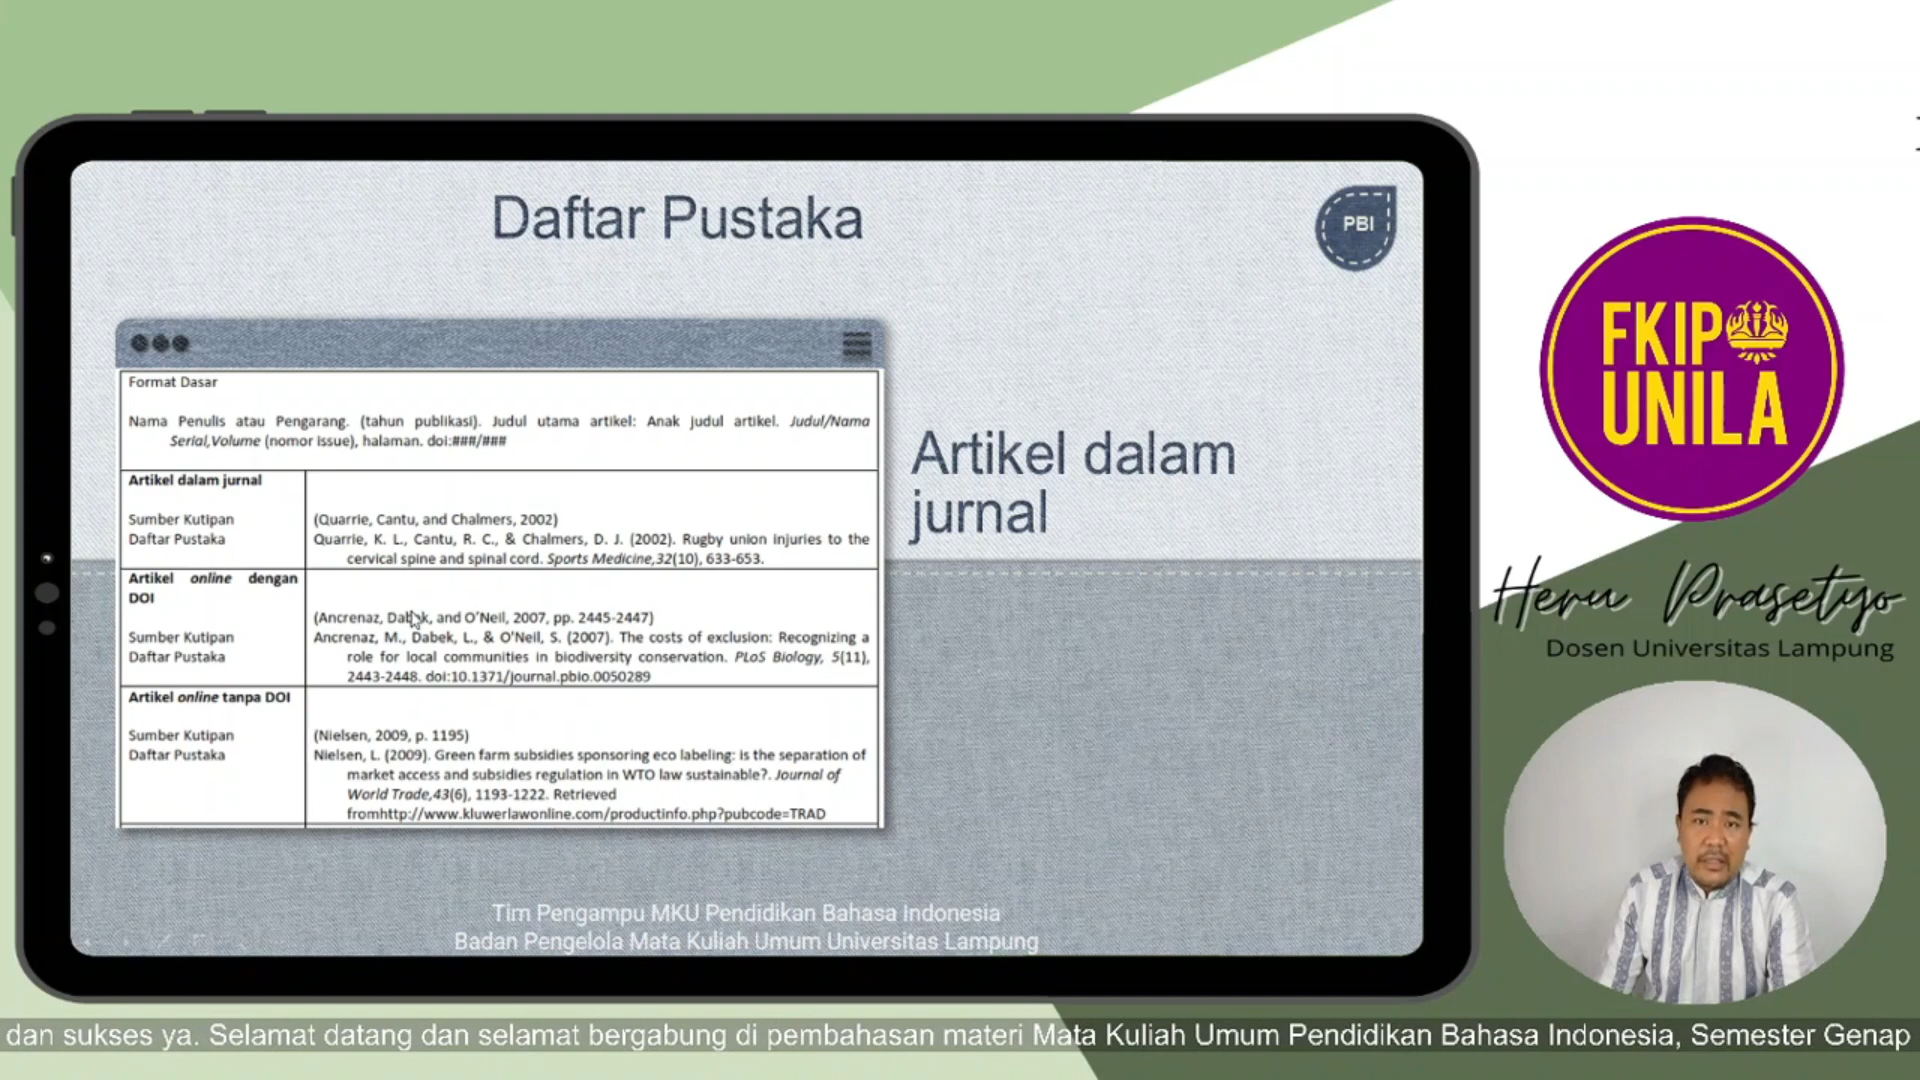 Daftar Pustaka
PBI
Format Dasar
Nama Penulis atau Pengarang. (tahun publikasi). Judul utama artikel: Anak judul artikel. Judul/Nama
Serial,Volume (nomor issue), halaman. doi:###/###
Artikel dalam jurnal
Sumber Kutipan
(Quarrie, Cantu, and Chalmers, 2002)
Daftar Pustaka
Quarrie, K. L., Cantu, R. C., & Chalmers, D. J. (2002). Rugby union injuries to the
cervical spine and spinal cord. Sports Medicine,32(10), 633-653.
Artikel online dengan
DOI
(Ancrenaz, Dabek, and O’Neil, 2007, pp. 2445-2447)
Sumber Kutipan
Ancrenaz, M., Dabek, L., & O'Neil, S. (2007). The costs of exclusion: Recognizing a
Daftar Pustaka
role for local communities in biodiversity conservation. PLoS Biology, 5(11),
2443-2448. doi:10.1371/journal.pbio.0050289
Artikel online tanpa DOI
Sumber Kutipan
(Nielsen, 2009, p. 1195)
Daftar Pustaka
Nielsen, L. (2009). Green farm subsidies sponsoring eco labeling: is the separation of
market access and subsidies regulation in WTO law sustainable?. Journal of
World Trade,43(6), 1193-1222. Retrieved
fromhttp://www.kluwerlawonline.com/productinfo.php?pubcode=TRAD
Artikel dalam
jurnal
Tim Pengampu MKU Pendidikan Bahasa Indonesia
Badan Pengelola Mata Kuliah Umum Universitas Lampung
FKIP
UNILA
Heru Prasetyo
Dosen Universitas Lampung
dan sukses ya. Selamat datang dan selamat bergabung di pembahasan materi Mata Kuliah Umum Pendidikan Bahasa Indonesia, Semester Genap